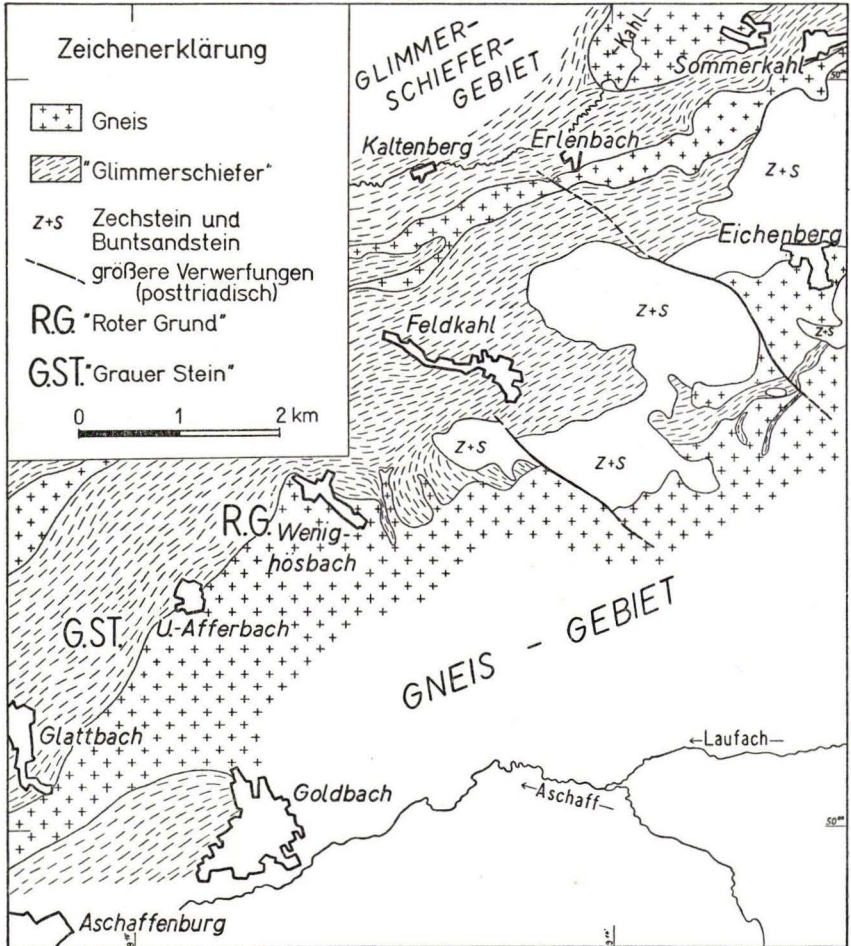 Zeichenerklärung
Gneis
"Glimmerschiefer"
Z+S Zechstein und
Buntsandstein
größere Verwerfungen
(posttriadisch)
R.G. "Roter Grund"
G.ST. "Grauer Stein"
0 1 2 km
GLIMMER-
SCHIEFER-
GEBIET
Kahl
Sommerkahl
Kaltenberg
Erlenbach
Z+S
Eichenberg
Z+S
Z+S
Feldkahl
Z+S
Z+S
R.G.
Wenig-
hösbach
G.ST.
U.-Afferbach
GNEIS - GEBIET
Glattbach
←Laufach—
Goldbach
←Aschaff—
Aschaffenburg